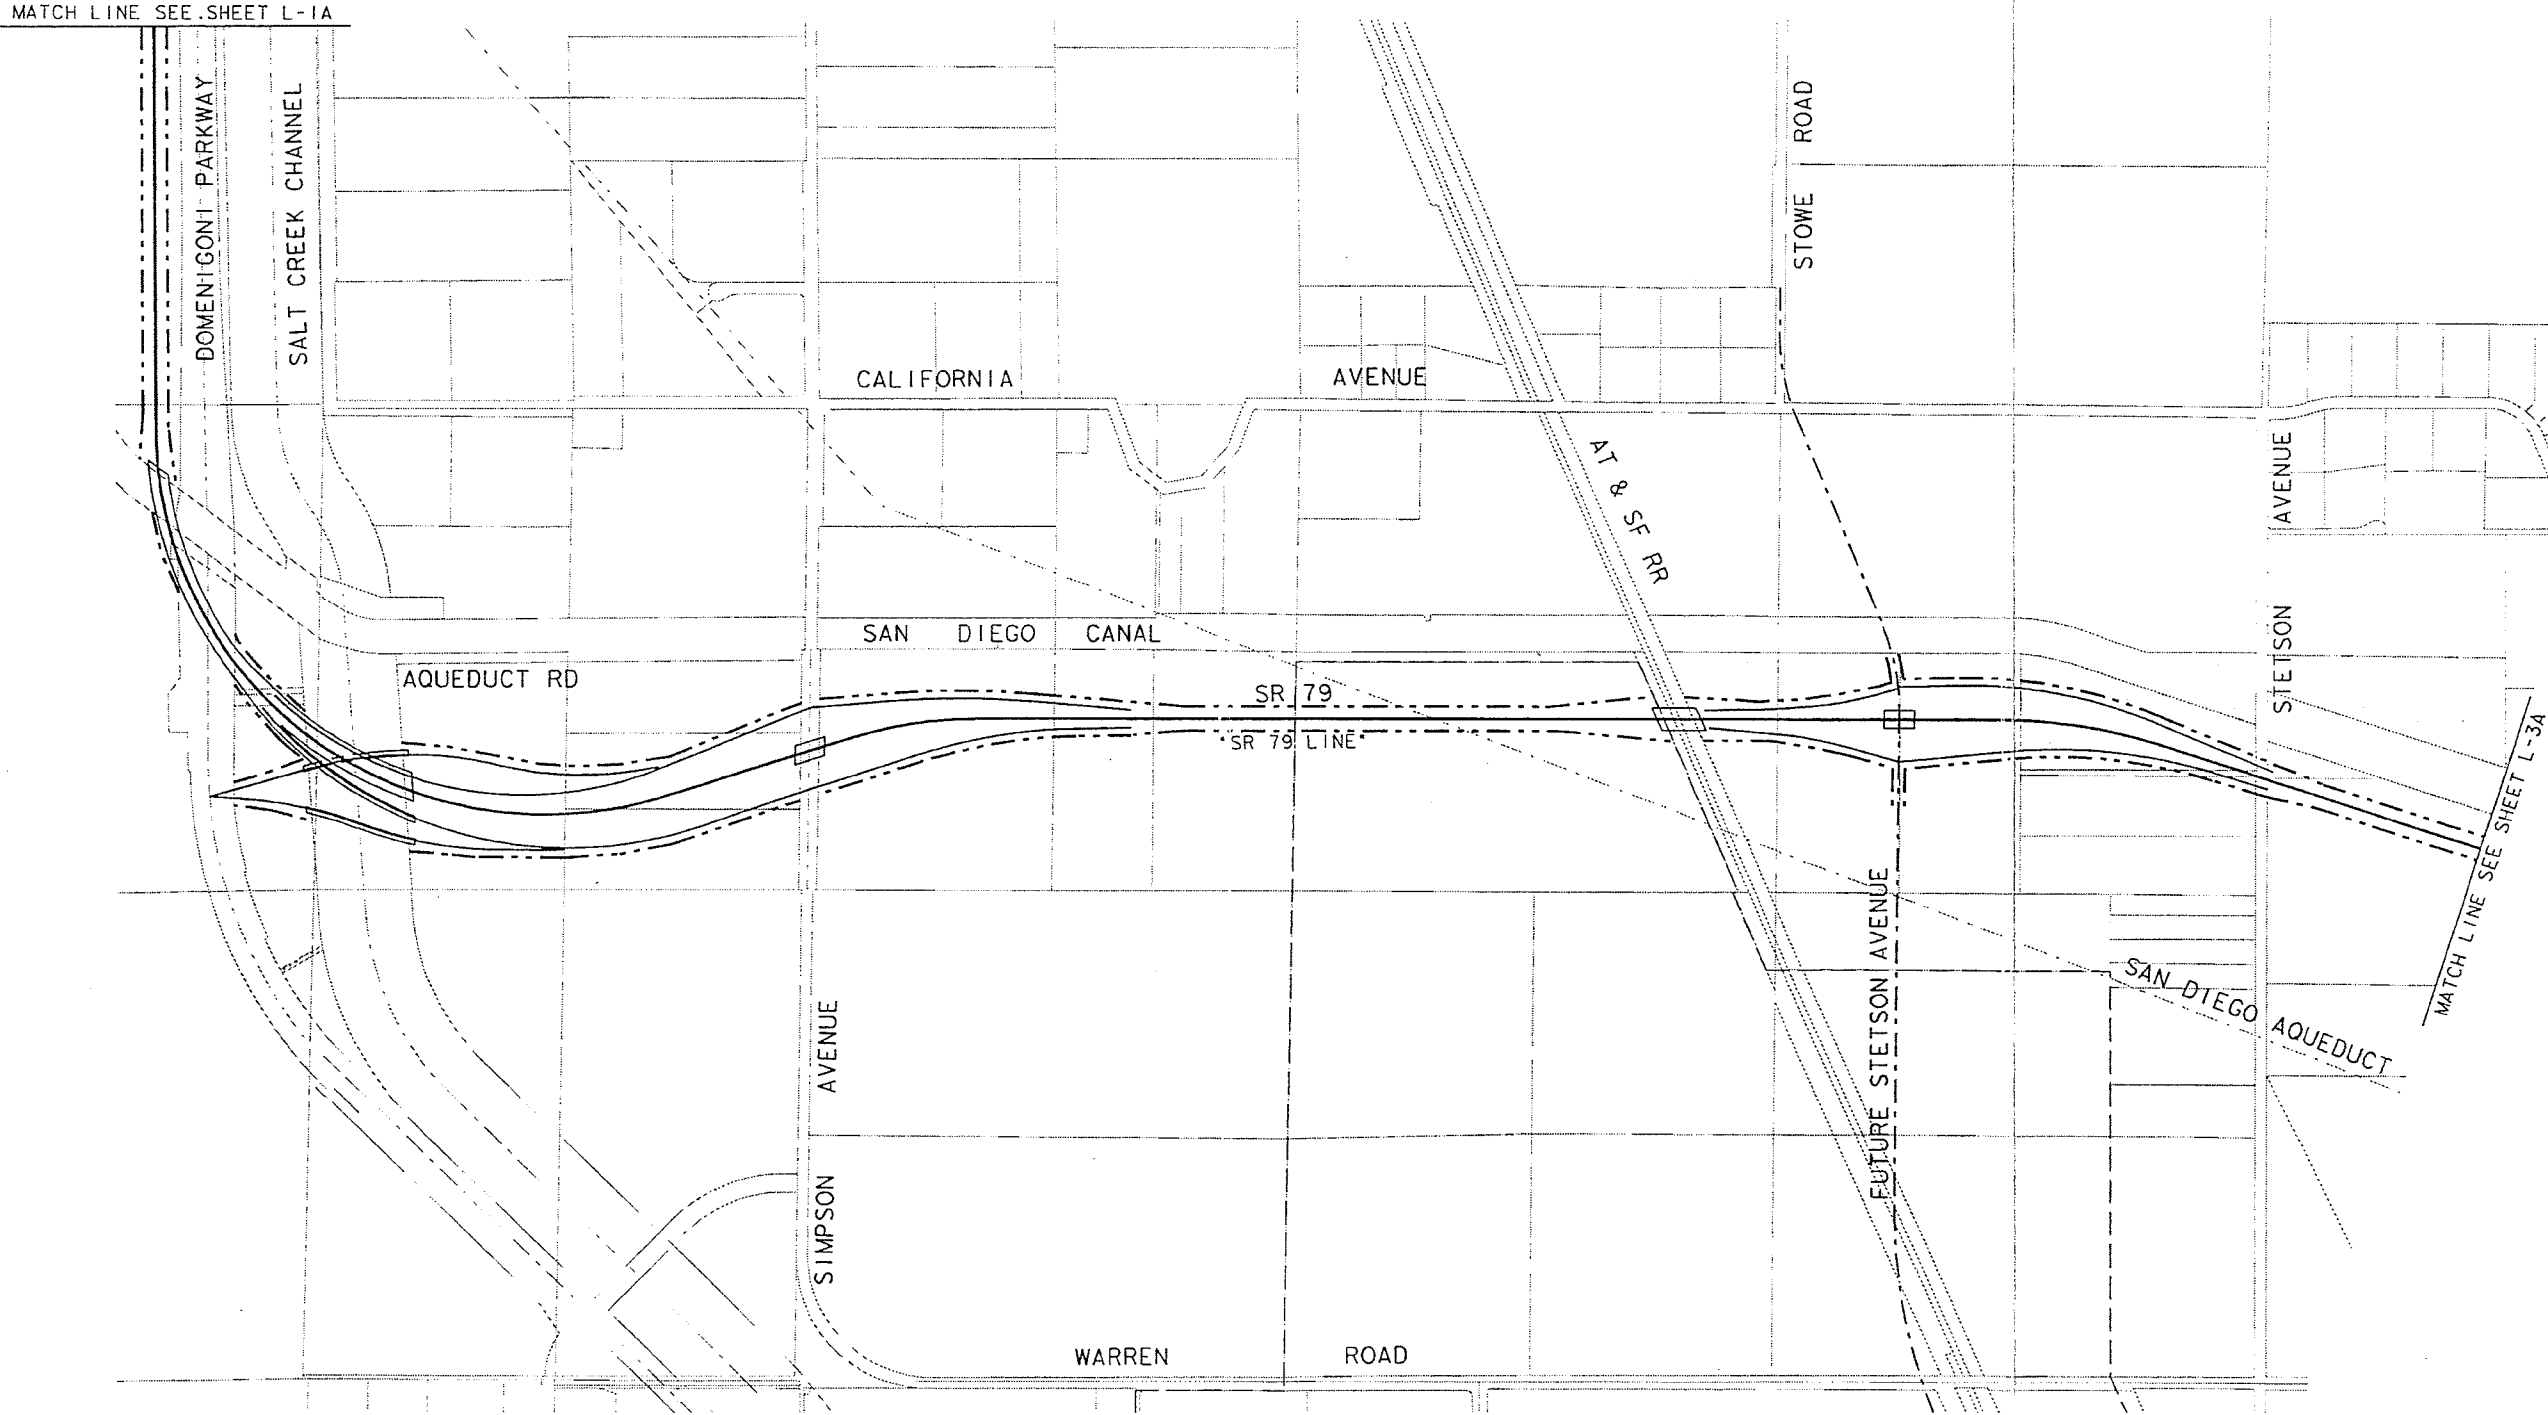 MATCH LINE SEE.SHEET L-1A
DOMENIGONI PARKWAY
SALT CREEK CHANNEL
STOWE ROAD
CALIFORNIA AVENUE
AT & SF RR
STETSON AVENUE
SAN DIEGO CANAL
AQUEDUCT RD
SR 79
"SR 79 LINE"
MATCH LINE SEE SHEET L-3A
FUTURE STETSON AVENUE
SAN DIEGO AQUEDUCT
SIMPSON AVENUE
WARREN ROAD